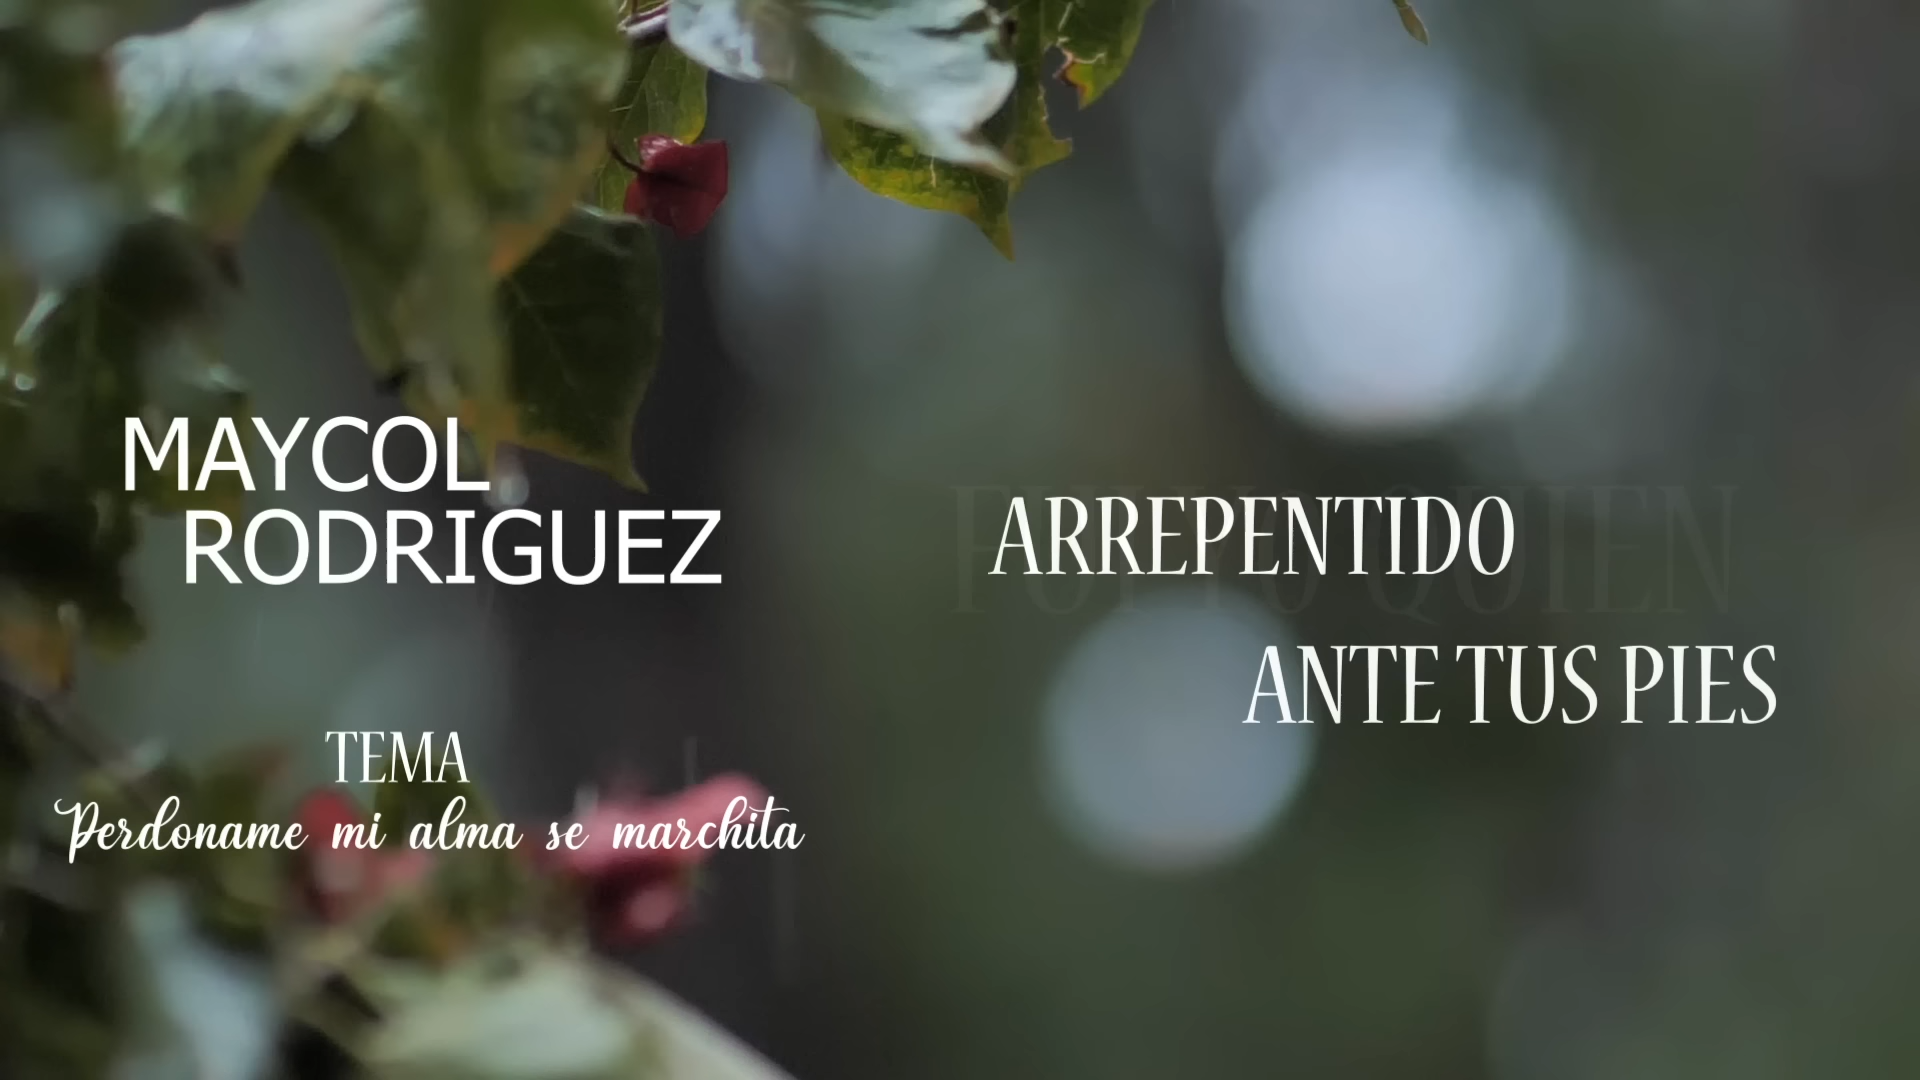 MAYCOL
RODRIGUEZ
TEMA
Perdoname mi alma se marchita
ARREPENTIDO
ANTE TUS PIES